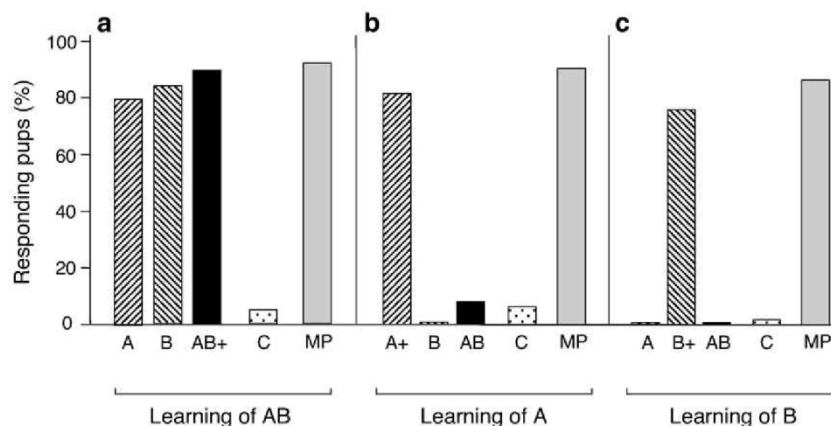 a b c
100
80
60
40
20
0
Responding pups (%)
A B AB+ C MP
A+ B AB C MP
A B+ AB C MP
Learning of AB
Learning of A
Learning of B